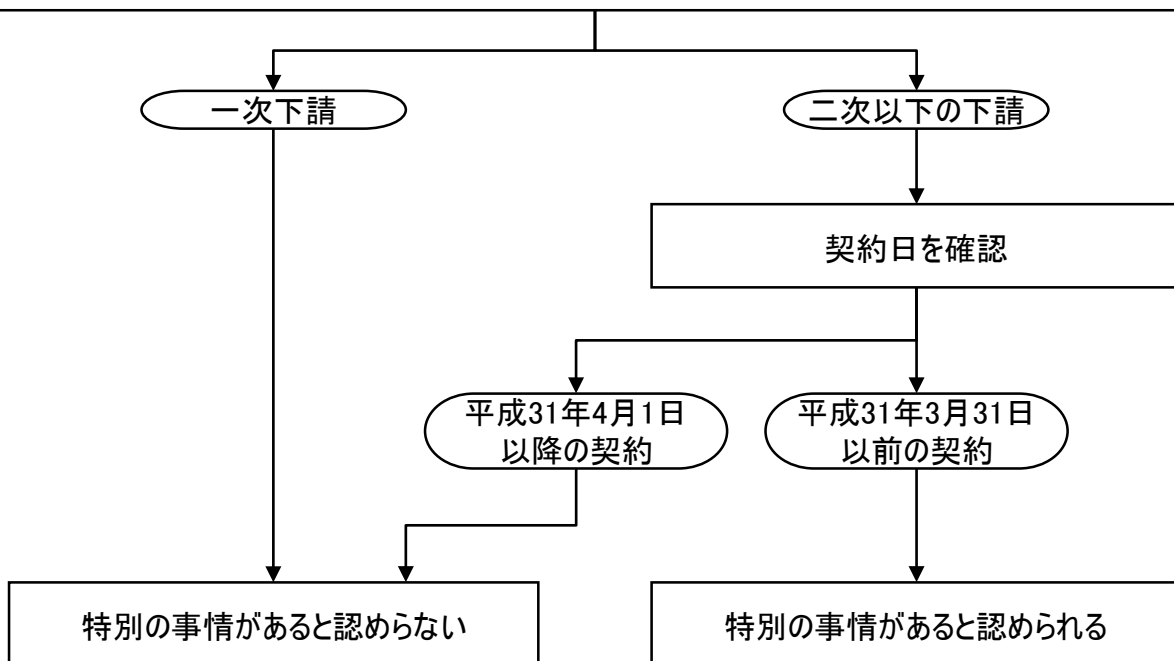 一次下請
二次以下の下請
契約日を確認
平成31年4月1日
以降の契約
平成31年3月31日
以前の契約
特別の事情があると認めらない
特別の事情があると認められる